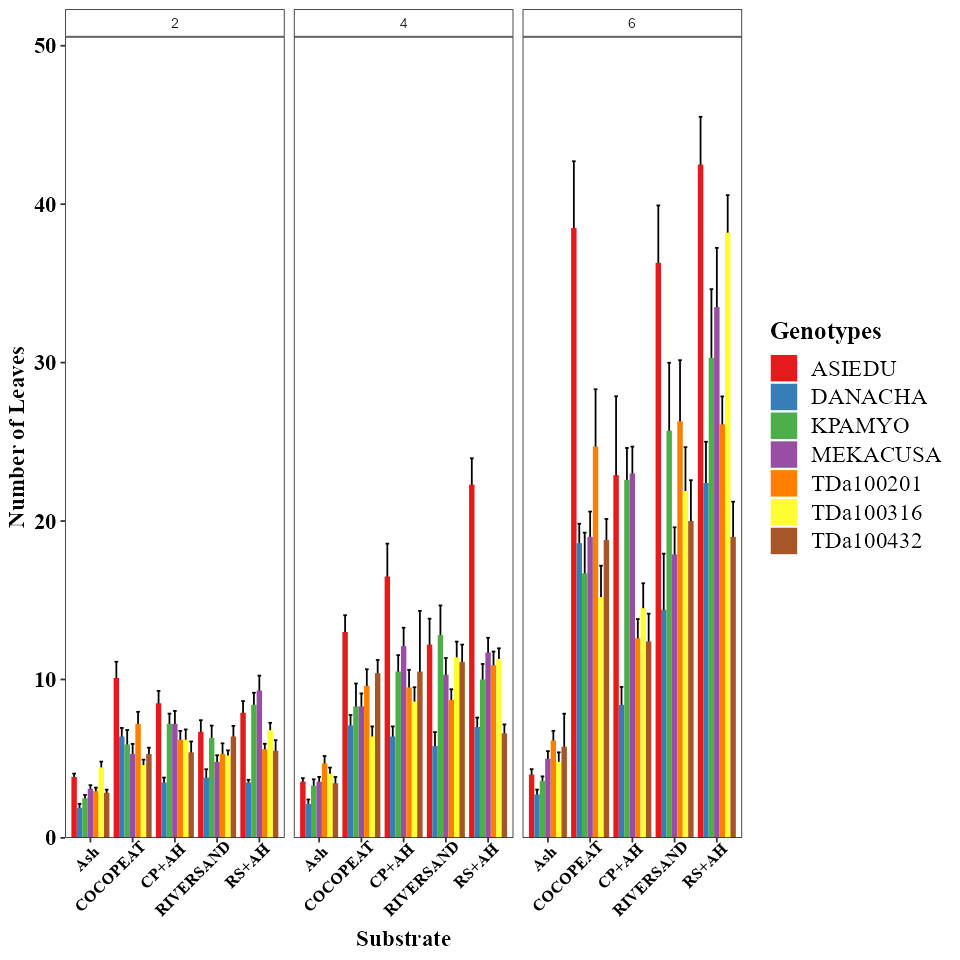 2 4 6
50
40
30
20
10
0
Number of Leaves
Ash COCOPEAT CP+AH RIVERSAND RS+AH
Ash COCOPEAT CP+AH RIVERSAND RS+AH
Ash COCOPEAT CP+AH RIVERSAND RS+AH
Substrate
Genotypes
ASIEDU
DANACHA
KPAMYO
MEKACUSA
TDa100201
TDa100316
TDa100432